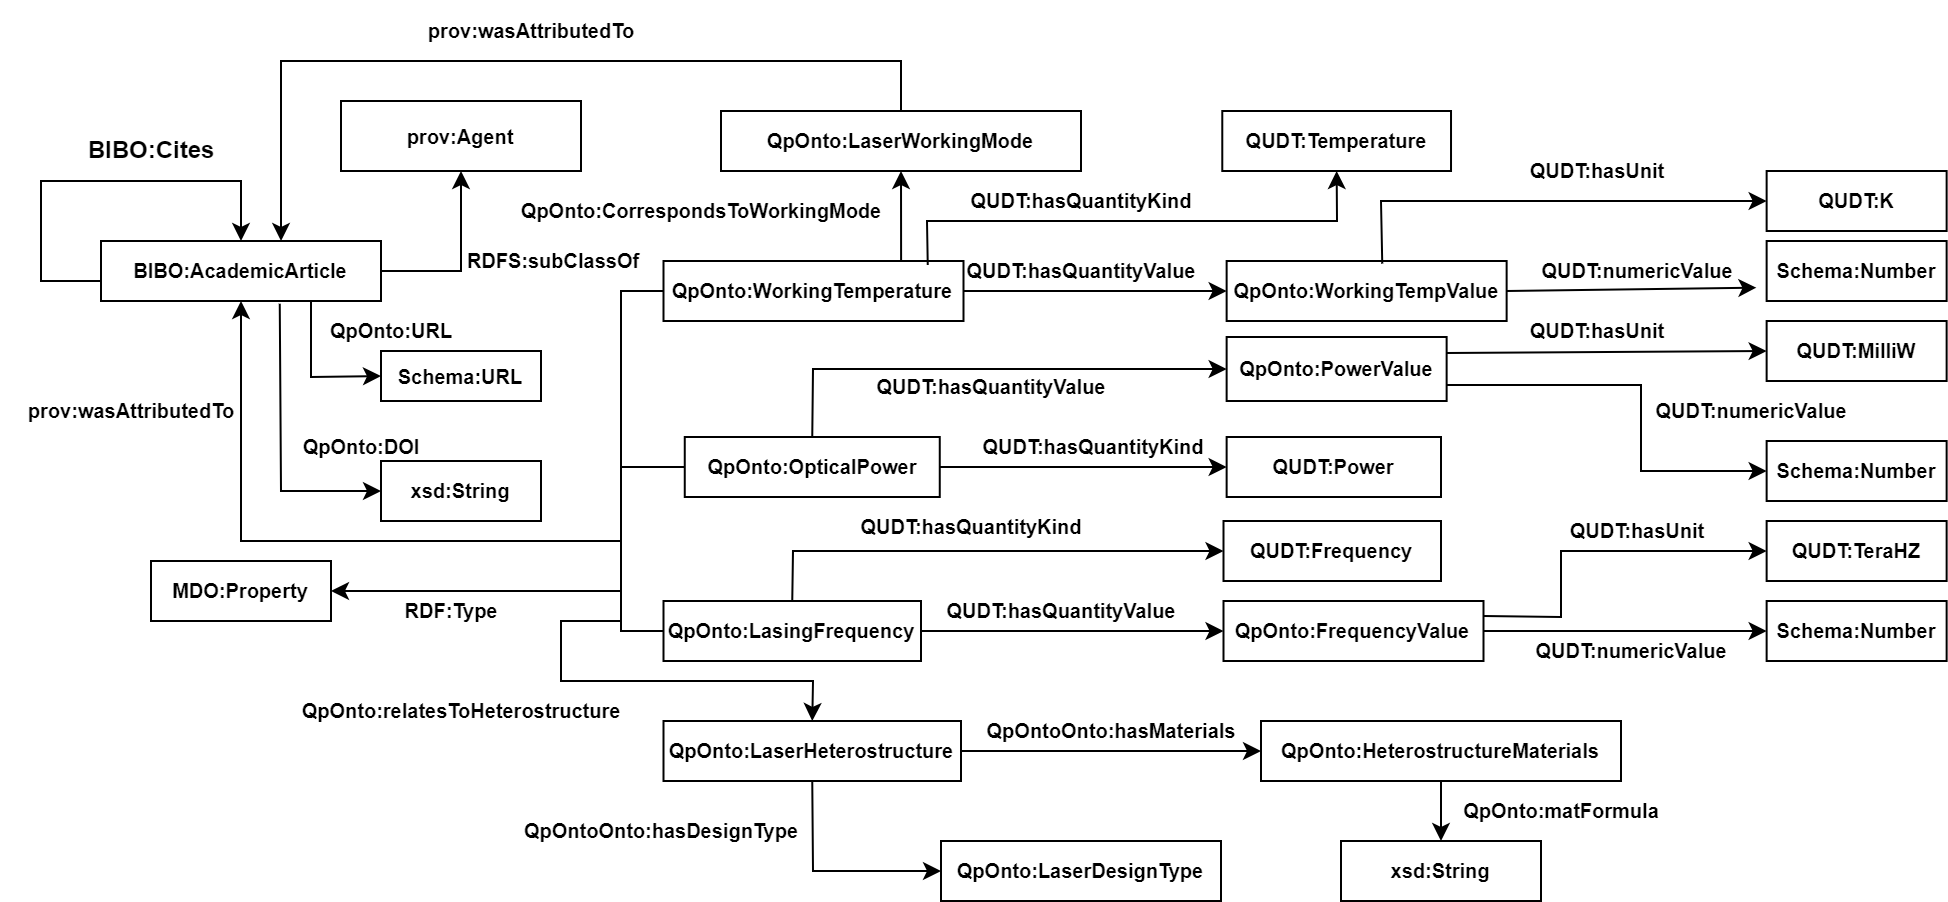 prov:wasAttributedTo
BIBO:Cites
prov:Agent
QpOnto:LaserWorkingMode
QUDT:Temperature
QUDT:hasUnit
QUDT:K
QpOnto:CorrespondsToWorkingMode
QUDT:hasQuantityKind
BIBO:AcademicArticle
RDFS:subClassOf
QpOnto:WorkingTemperature
QUDT:hasQuantityValue
QpOnto:WorkingTempValue
QUDT:numericValue
Schema:Number
QpOnto:URL
Schema:URL
QUDT:hasUnit
QUDT:MilliW
QpOnto:PowerValue
QUDT:hasQuantityValue
prov:wasAttributedTo
QUDT:numericValue
QpOnto:DOI
xsd:String
QpOnto:OpticalPower
QUDT:hasQuantityKind
QUDT:Power
Schema:Number
QUDT:hasQuantityKind
QUDT:Frequency
QUDT:hasUnit
QUDT:TeraHZ
MDO:Property
RDF:Type
QpOnto:LasingFrequency
QUDT:hasQuantityValue
QpOnto:FrequencyValue
Schema:Number
QUDT:numericValue
QpOnto:relatesToHeterostructure
QpOnto:LaserHeterostructure
QpOntoOnto:hasMaterials
QpOnto:HeterostructureMaterials
QpOntoOnto:hasDesignType
QpOnto:matFormula
QpOnto:LaserDesignType
xsd:String